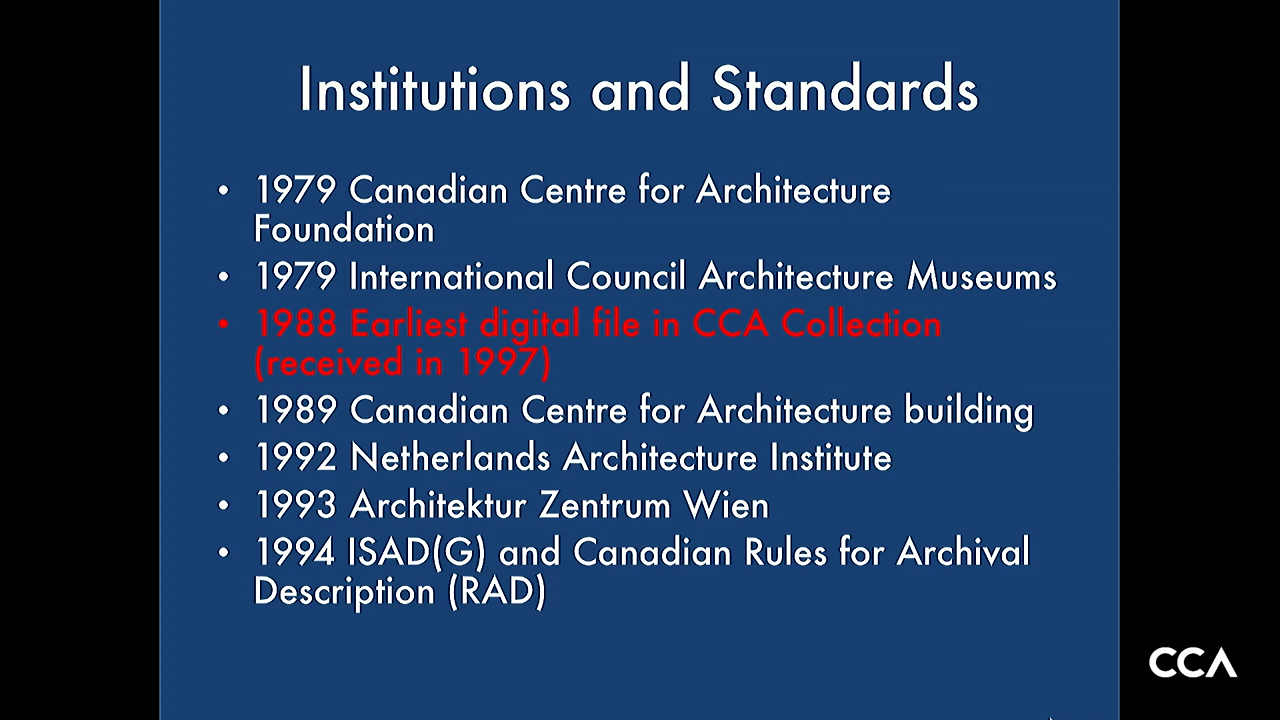 Institutions and Standards
• 1979 Canadian Centre for Architecture
Foundation
• 1979 International Council Architecture Museums
• 1988 Earliest digital file in CCA Collection
(received in 1997)
• 1989 Canadian Centre for Architecture building
• 1992 Netherlands Architecture Institute
• 1993 Architektur Zentrum Wien
• 1994 ISAD(G) and Canadian Rules for Archival
Description (RAD)
CCA